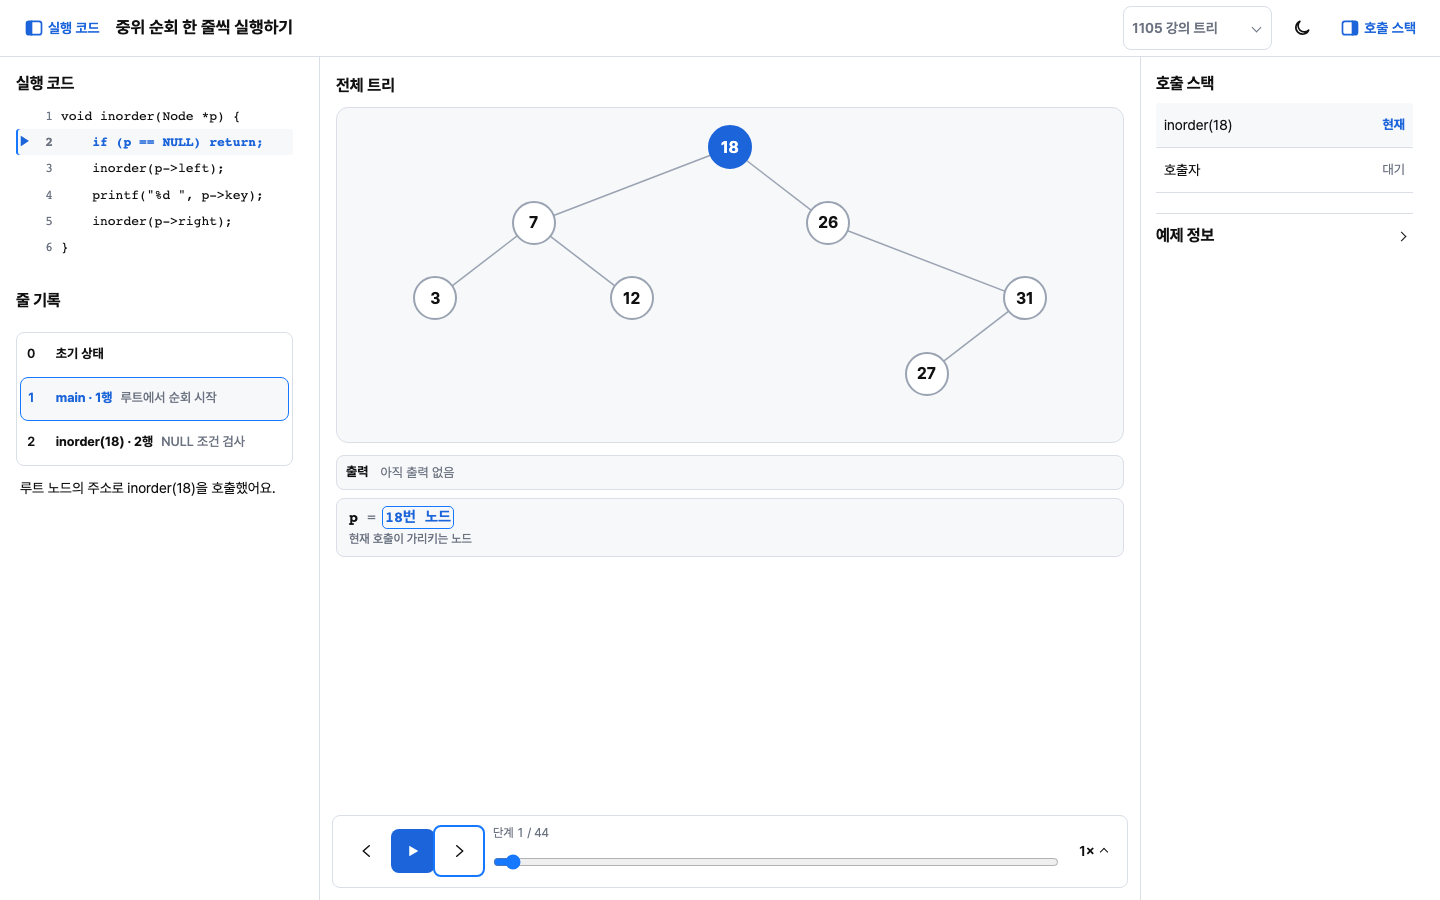 실행 코드 중위 순회 한 줄씩 실행하기 1105 강의 트리 호출 스택
실행 코드
1 void inorder(Node *p) {
2 if (p == NULL) return;
3 inorder(p->left);
4 printf("%d ", p->key);
5 inorder(p->right);
6 }
줄 기록
0 초기 상태
1 main · 1행 루트에서 순회 시작
2 inorder(18) · 2행 NULL 조건 검사
루트 노드의 주소로 inorder(18)을 호출했어요.
전체 트리
18
7 26
3 12 31
27
출력 아직 출력 없음
p = 18번 노드
현재 호출이 가리키는 노드
단계 1 / 44
1×
호출 스택
inorder(18) 현재
호출자 대기
예제 정보